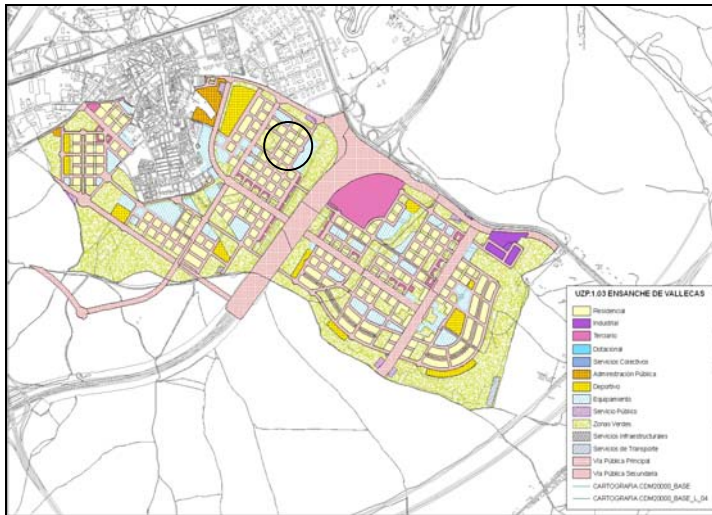 UZP.1.03 ENSANCHE DE VALLECAS
Residencial
Industrial
Terciario
Dotacional
Servicios Colectivos
Administración Pública
Deportivo
Equipamiento
Servicio Público
Zonas Verdes
Servicios Infraestructurales
Servicios de Transporte
Vía Pública Principal
Vía Pública Secundaria
CARTOGRAFIA.CDM20000_BASE
CARTOGRAFIA.CDM20000_BASE_L_04